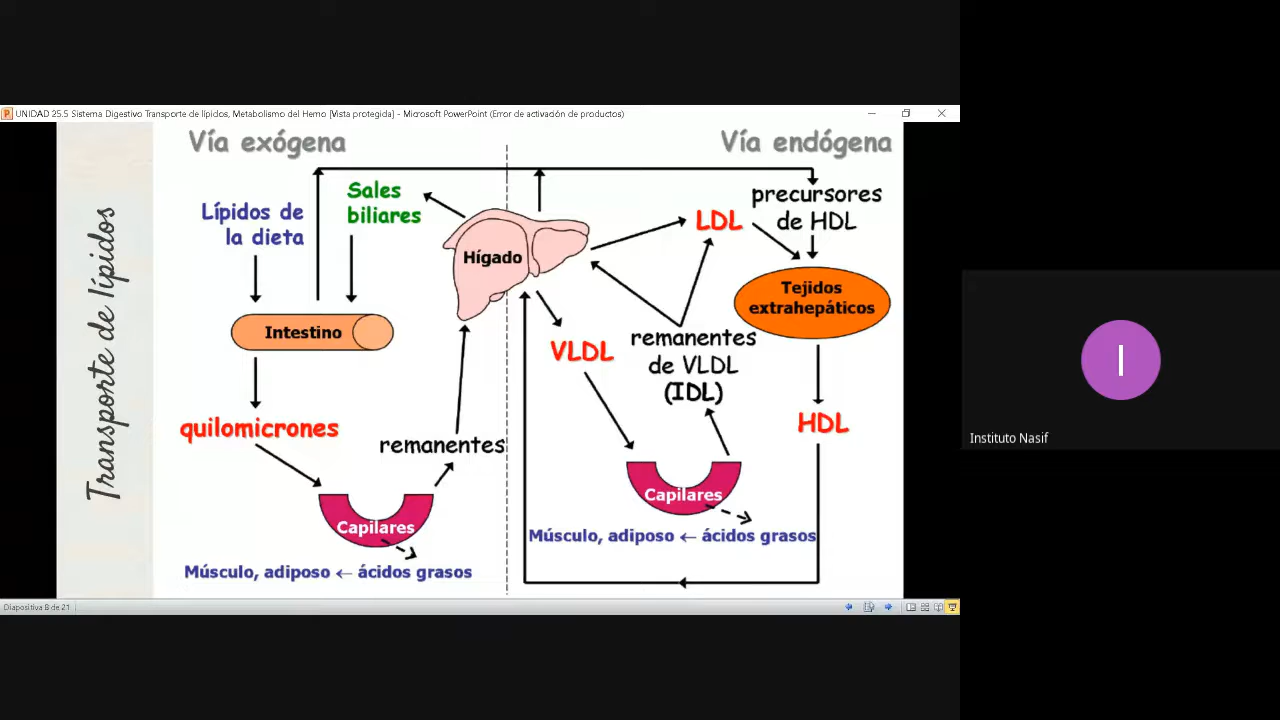 UNIDAD 25.5 Sistema Digestivo Transporte de lípidos, Metabolismo del Hemo [Vista protegida] - Microsoft PowerPoint (Error de activación de productos)
Transporte de lípidos
Vía exógena
Vía endógena
Lípidos de
la dieta
Sales
biliares
Hígado
LDL
precursores
de HDL
Tejidos
extrahepáticos
Intestino
VLDL
remanentes
de VLDL
(IDL)
quilomicrones
remanentes
HDL
Capilares
Capilares
Músculo, adiposo ← ácidos grasos
Músculo, adiposo ← ácidos grasos
Diapositiva 8 de 21
I
Instituto Nasif